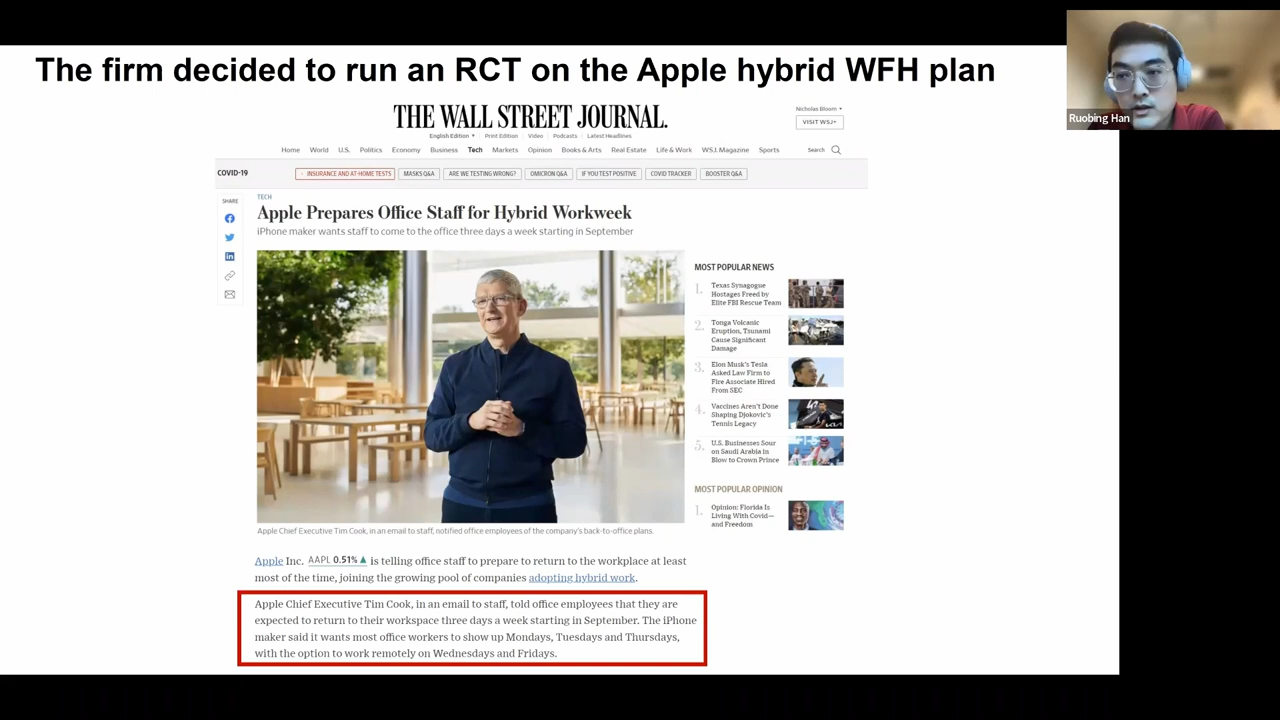 The firm decided to run an RCT on the Apple hybrid WFH plan
Ruobing Han
THE WALL STREET JOURNAL.
Nicholas Bloom
VISIT WSJ+
English Edition
Print Edition
Video
Podcasts
Latest Headlines
Home
World
U.S.
Politics
Economy
Business
Tech
Markets
Opinion
Books & Arts
Real Estate
Life & Work
WSJ. Magazine
Sports
Search
COVID-19
INSURANCE AND AT-HOME TESTS
MASKS Q&A
ARE WE TESTING WRONG?
OMICRON Q&A
IF YOU TEST POSITIVE
COVID TRACKER
BOOSTER Q&A
SHARE
TECH
Apple Prepares Office Staff for Hybrid Workweek
iPhone maker wants staff to come to the office three days a week starting in September
Apple Chief Executive Tim Cook, in an email to staff, notified office employees of the company's back-to-office plans.
MOST POPULAR NEWS
1.
Texas Synagogue
Hostages Freed by
Elite FBI Rescue Team
2.
Tonga Volcanic
Eruption, Tsunami
Cause Significant
Damage
3.
Elon Musk's Tesla
Asked Law Firm to
Fire Associate Hired
From SEC
4.
Vaccines Aren't Done
Shaping Djokovic's
Tennis Legacy
5.
U.S. Businesses Sour
on Saudi Arabia in
Blow to Crown Prince
MOST POPULAR OPINION
1.
Opinion: Florida Is
Living With Covid—
and Freedom
Apple Inc. AAPL 0.51% ▲ is telling office staff to prepare to return to the workplace at least
most of the time, joining the growing pool of companies adopting hybrid work.
Apple Chief Executive Tim Cook, in an email to staff, told office employees that they are
expected to return to their workspace three days a week starting in September. The iPhone
maker said it wants most office workers to show up Mondays, Tuesdays and Thursdays,
with the option to work remotely on Wednesdays and Fridays.